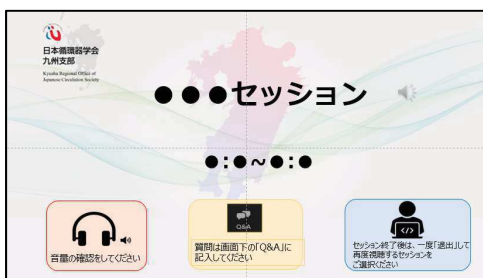 日本循環器学会
九州支部
Kyushu Regional Office of
Japanese Circulation Society
●●●セッション
●:●~●:●
音量の確認をしてください
Q&A
質問は画面下の「Q&A」に
記入してください
セッション終了後は、一度「退出」して
再度視聴するセッションを
ご選択ください